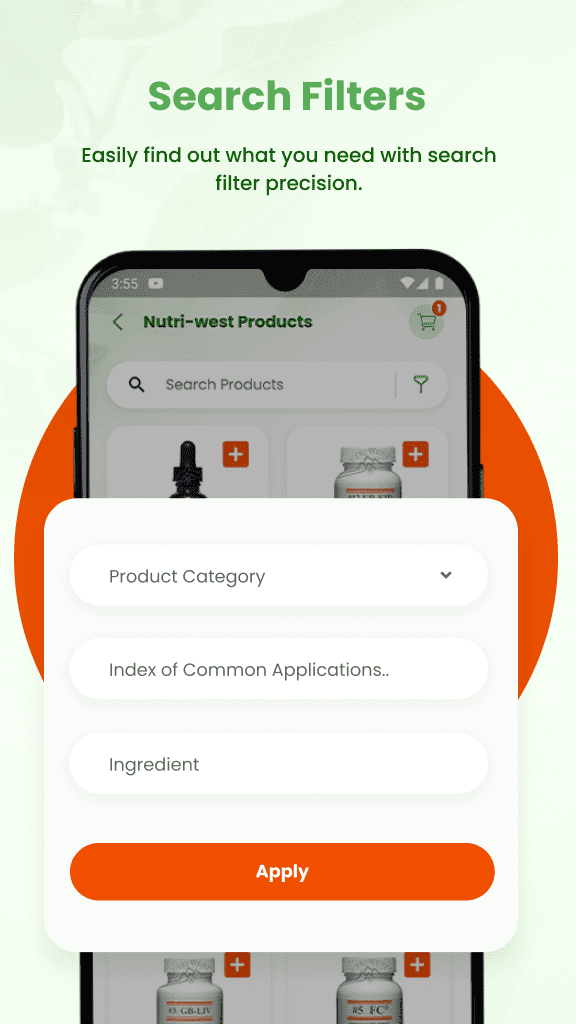 Search Filters
Easily find out what you need with search
filter precision.
3:55
Nutri-west Products
1
Search Products
Product Category
Index of Common Applications..
Ingredient
Apply
#3 GB-LIV
#5 FC®